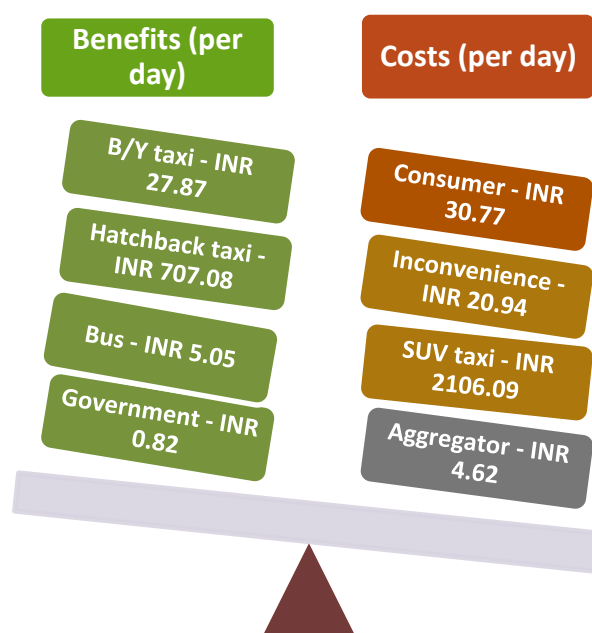 Benefits (per
day)
B/Y taxi - INR
27.87
Hatchback taxi -
INR 707.08
Bus - INR 5.05
Government - INR
0.82
Costs (per day)
Consumer - INR
30.77
Inconvenience -
INR 20.94
SUV taxi - INR
2106.09
Aggregator - INR
4.62